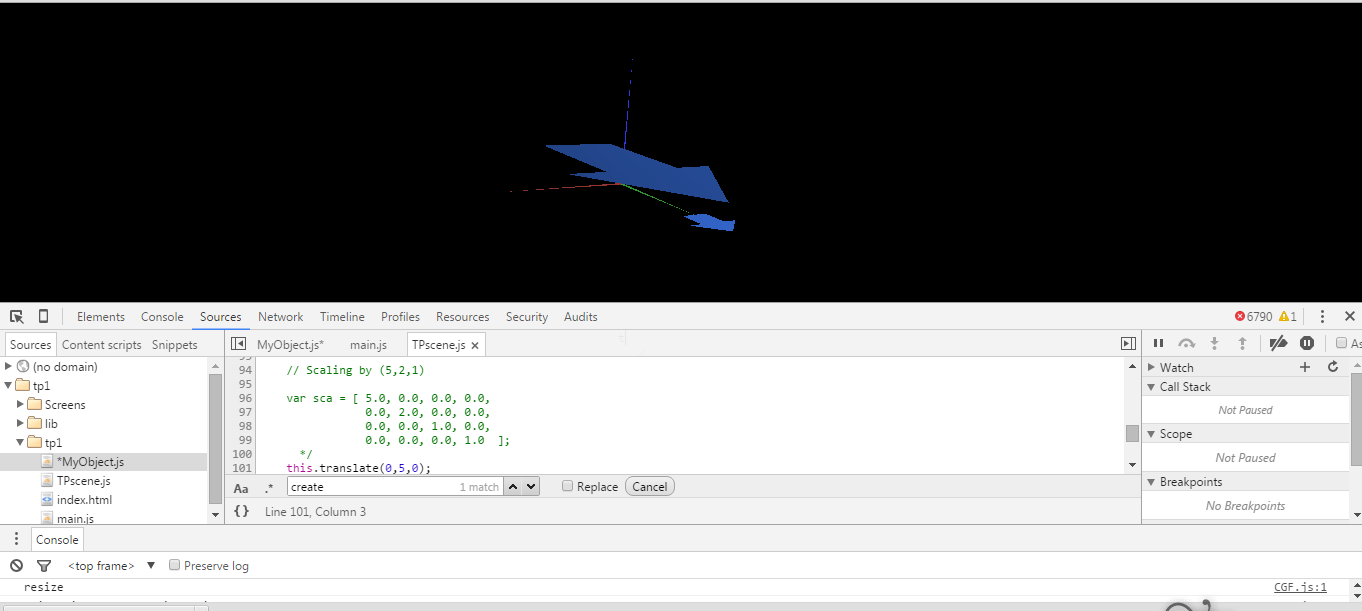 Elements Console Sources Network Timeline Profiles Resources Security Audits 6790 1
Sources Content scripts Snippets MyObject.js* main.js TPscene.js × As
(no domain)
tp1
Screens
lib
tp1
*MyObject.js
TPscene.js
index.html
main.js
94 // Scaling by (5,2,1)
95
96 var sca = [ 5.0, 0.0, 0.0, 0.0,
97 0.0, 2.0, 0.0, 0.0,
98 0.0, 0.0, 1.0, 0.0,
99 0.0, 0.0, 0.0, 1.0 ];
100 */
101 this.translate(0,5,0);
Aa .* create 1 match Replace Cancel
{} Line 101, Column 3
Watch
Call Stack
Not Paused
Scope
Not Paused
Breakpoints
No Breakpoints
Console
<top frame> Preserve log
resize CGF.js:1